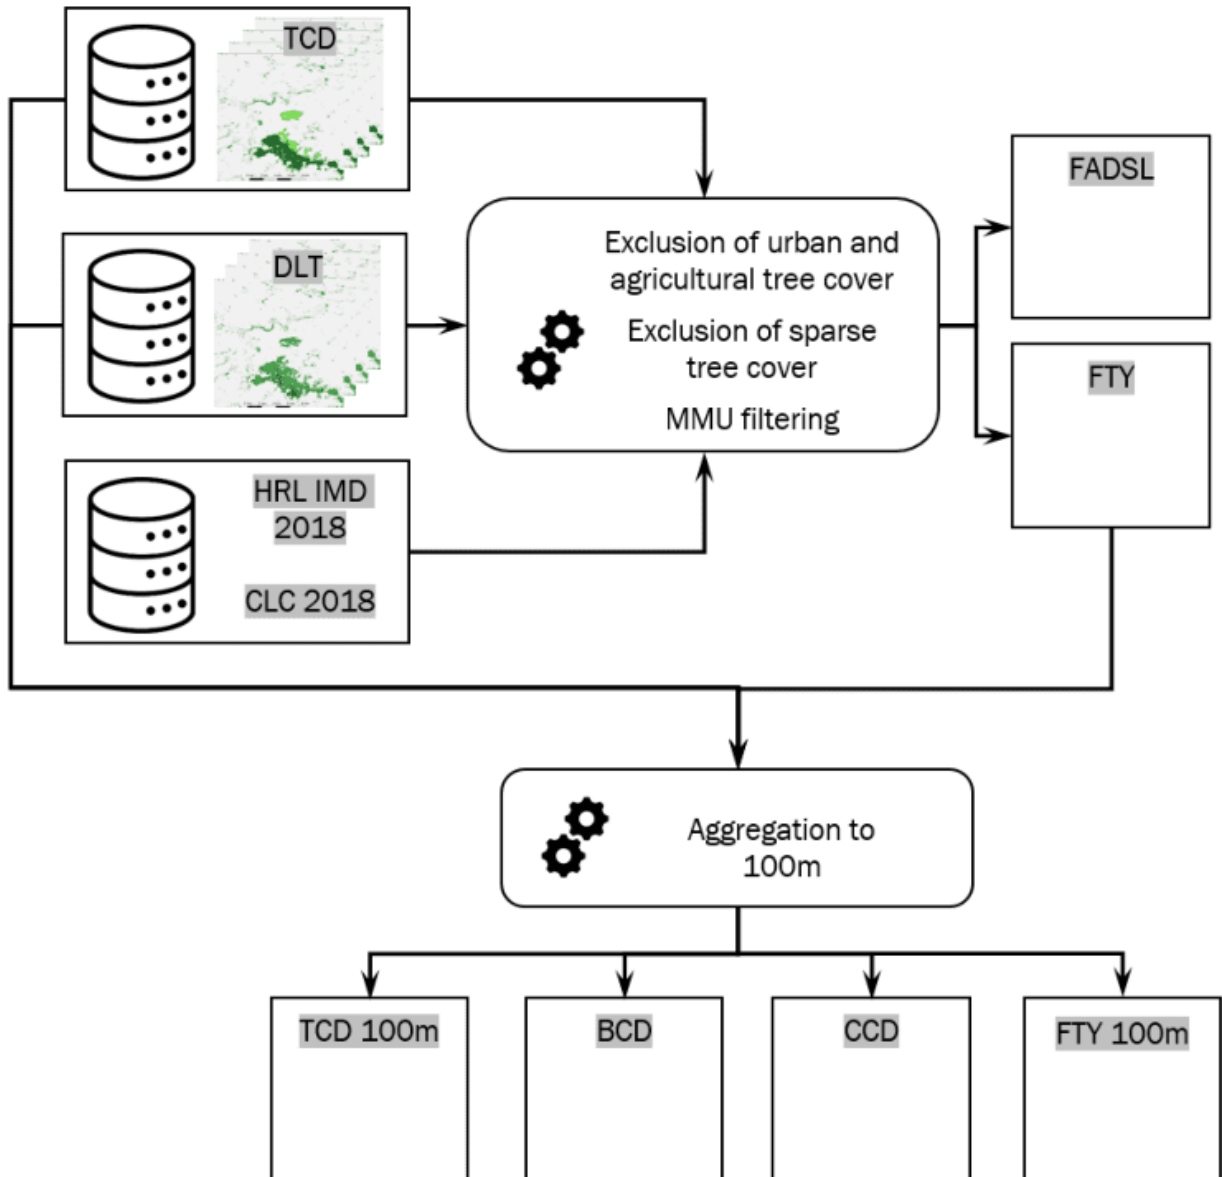 TCD
DLT
HRL IMD
2018
CLC 2018
Exclusion of urban and
agricultural tree cover
Exclusion of sparse
tree cover
MMU filtering
FADSL
FTY
Aggregation to
100m
TCD 100m
BCD
CCD
FTY 100m